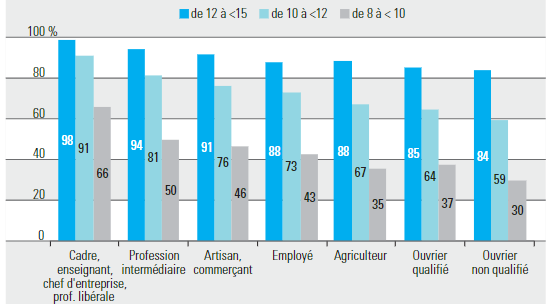 de 12 à <15 de 10 à <12 de 8 à < 10
100 %
80
60
40
20
0
98 91 66
94 81 50
91 76 46
88 73 43
88 67 35
85 64 37
84 59 30
Cadre,
enseignant,
chef d'entreprise,
prof. libérale
Profession
intermédiaire
Artisan,
commerçant
Employé
Agriculteur
Ouvrier
qualifié
Ouvrier
non qualifié